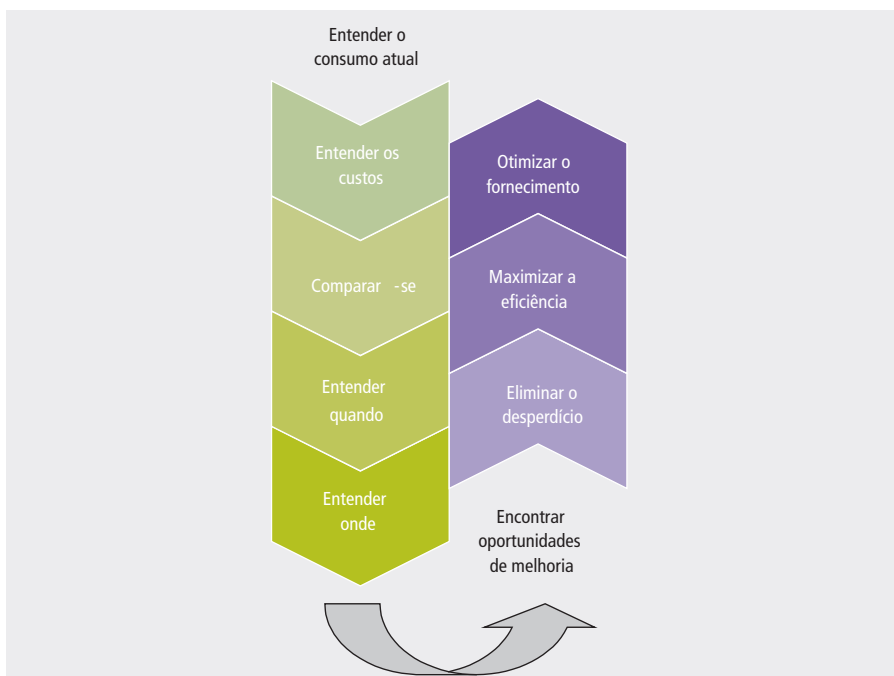 Entender o
consumo atual
Entender os
custos
Comparar -se
Entender
quando
Entender
onde
Otimizar o
fornecimento
Maximizar a
eficiência
Eliminar o
desperdício
Encontrar
oportunidades
de melhoria